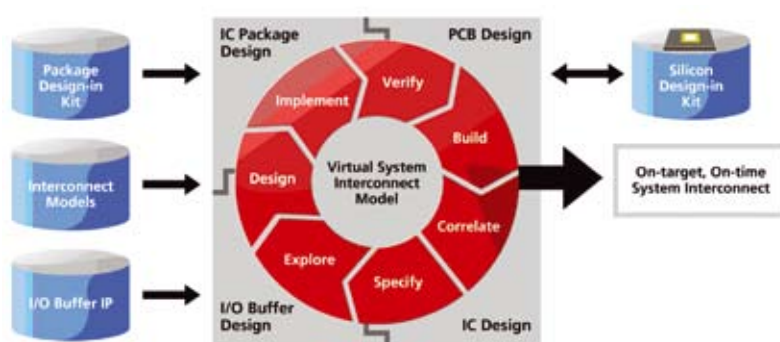 IC Package
Design
PCB Design
Package
Design-in
Kit
Interconnect
Models
I/O Buffer IP
Implement
Verify
Build
Correlate
Specify
Explore
Design
Virtual System
Interconnect
Model
I/O Buffer
Design
IC Design
Silicon
Design-in
Kit
On-target, On-time
System Interconnect